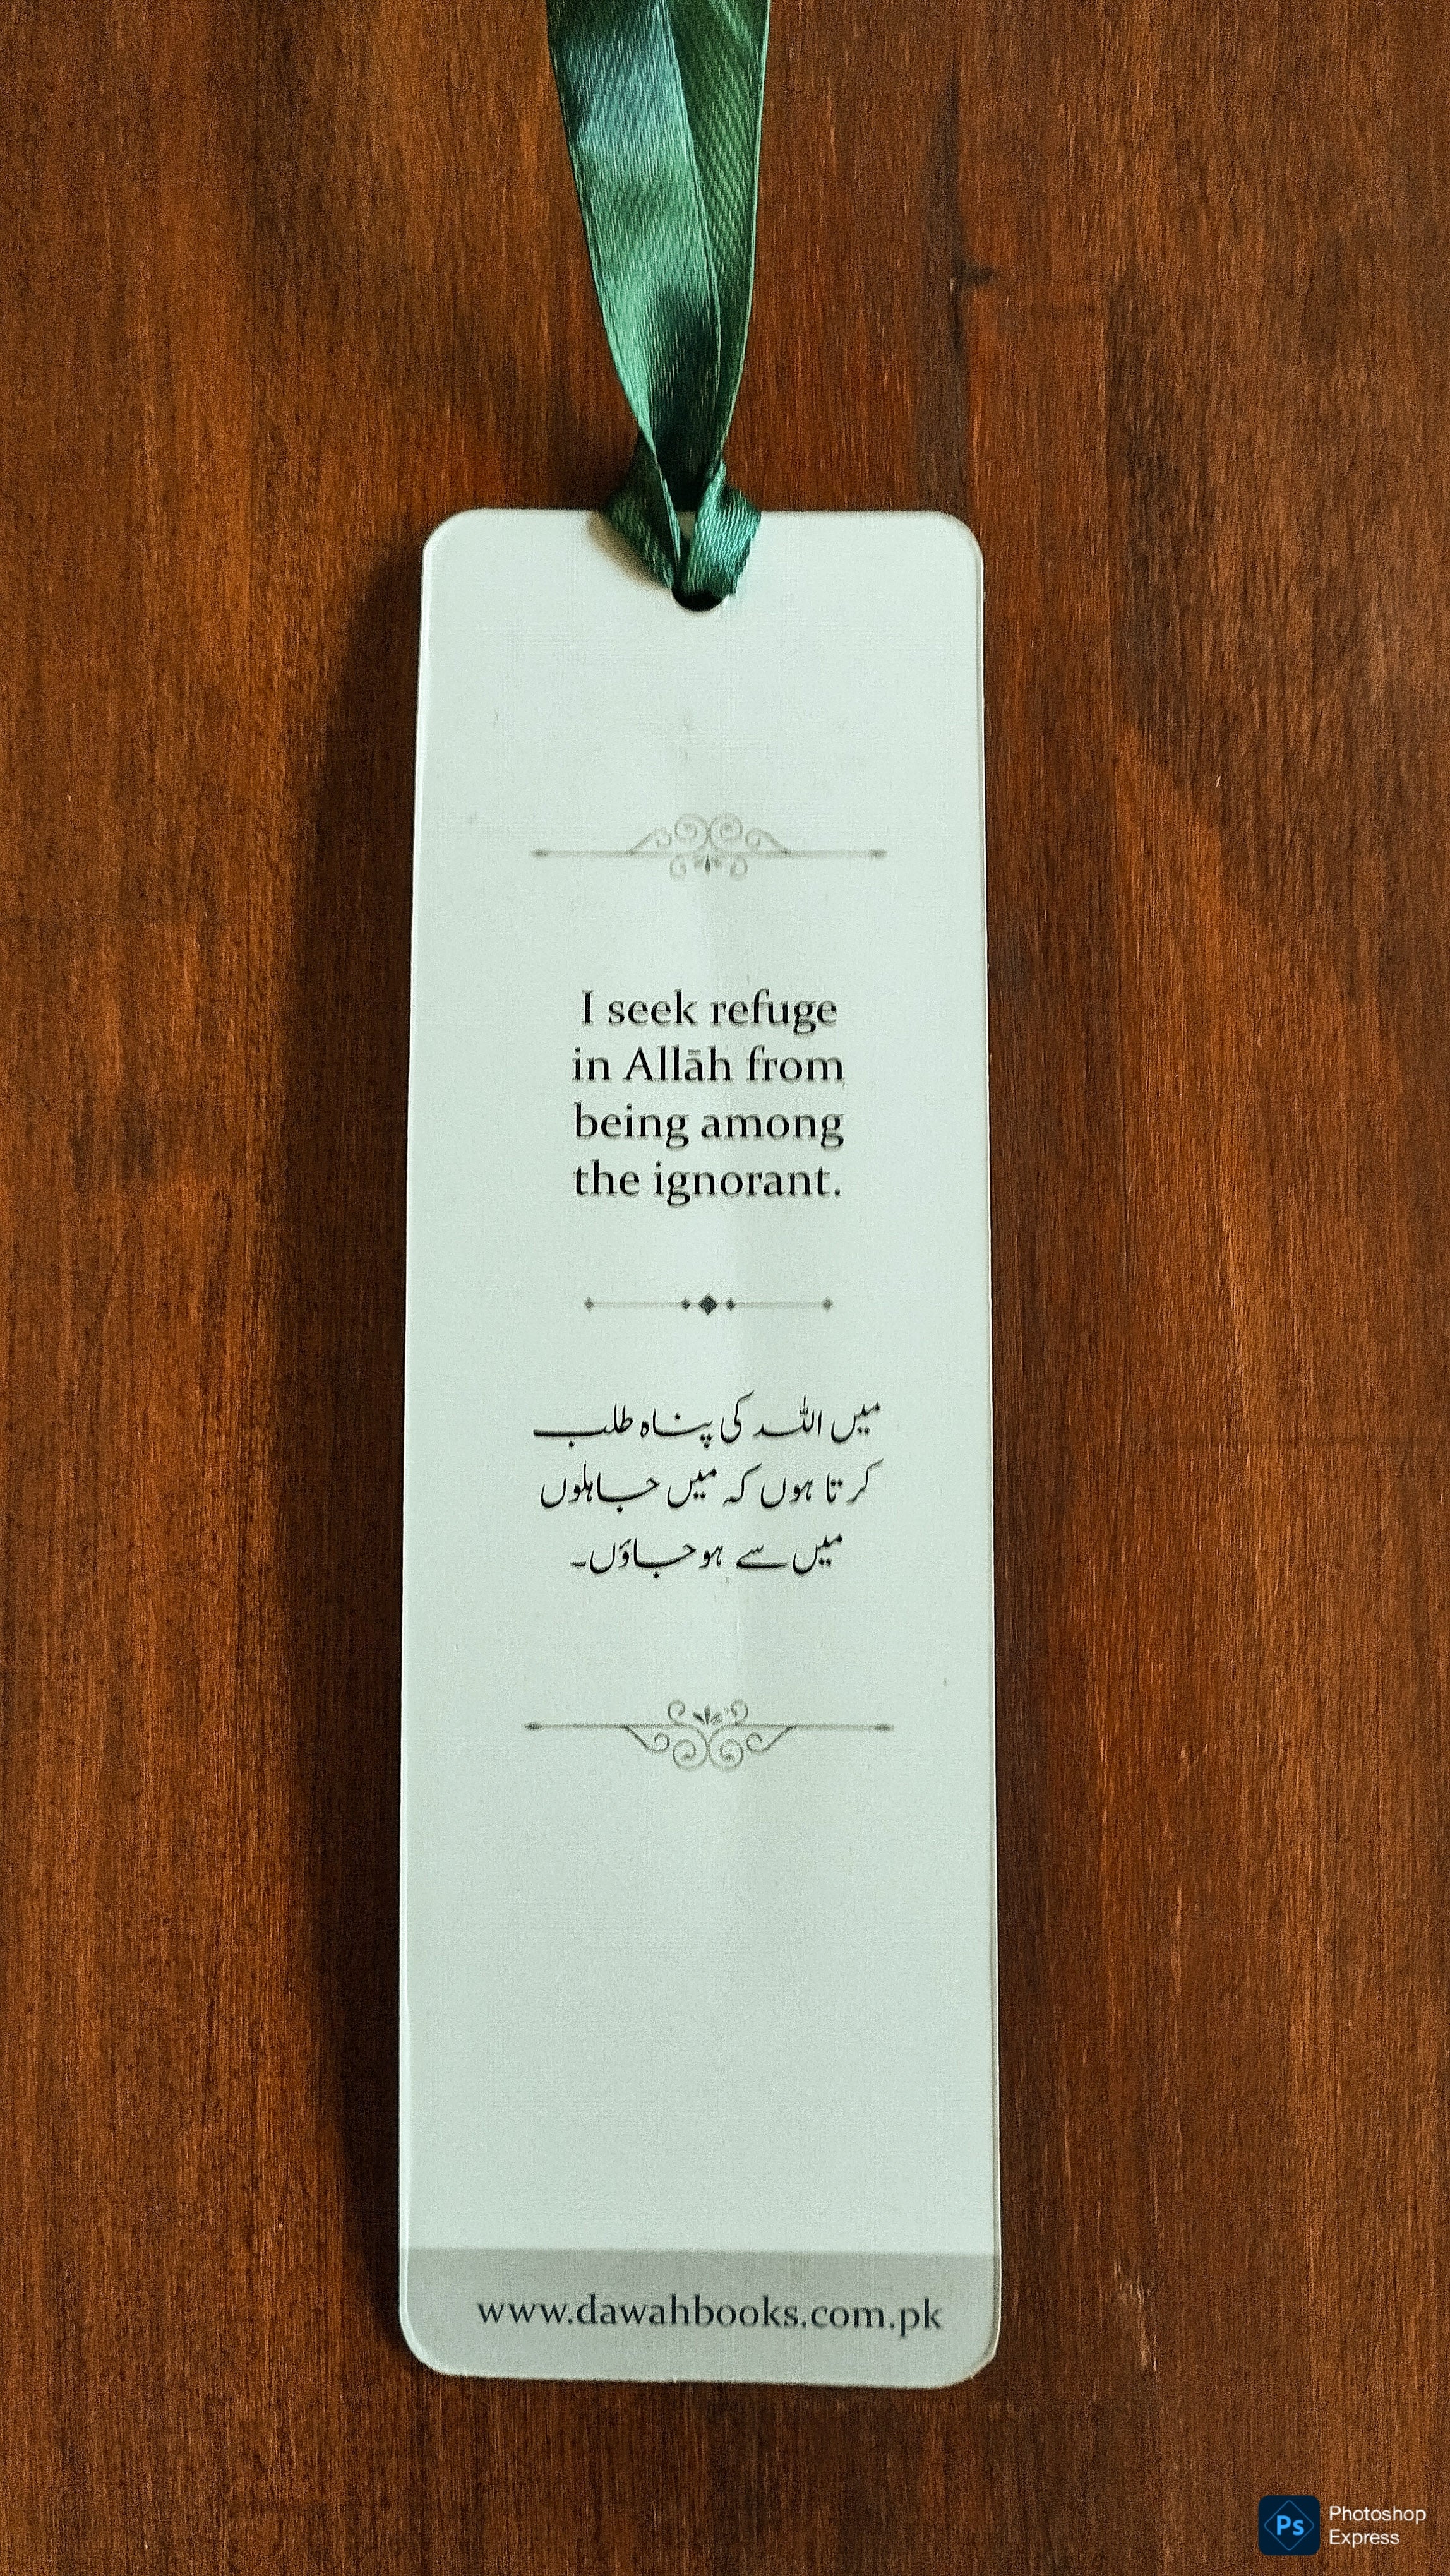 I seek refuge
in Allāh from
being among
the ignorant.
میں اللہ کی پناہ طلب
کرتا ہوں کہ میں جاہلوں
میں سے ہو جاؤں۔
www.dawahbooks.com.pk
Ps
Photoshop
Express